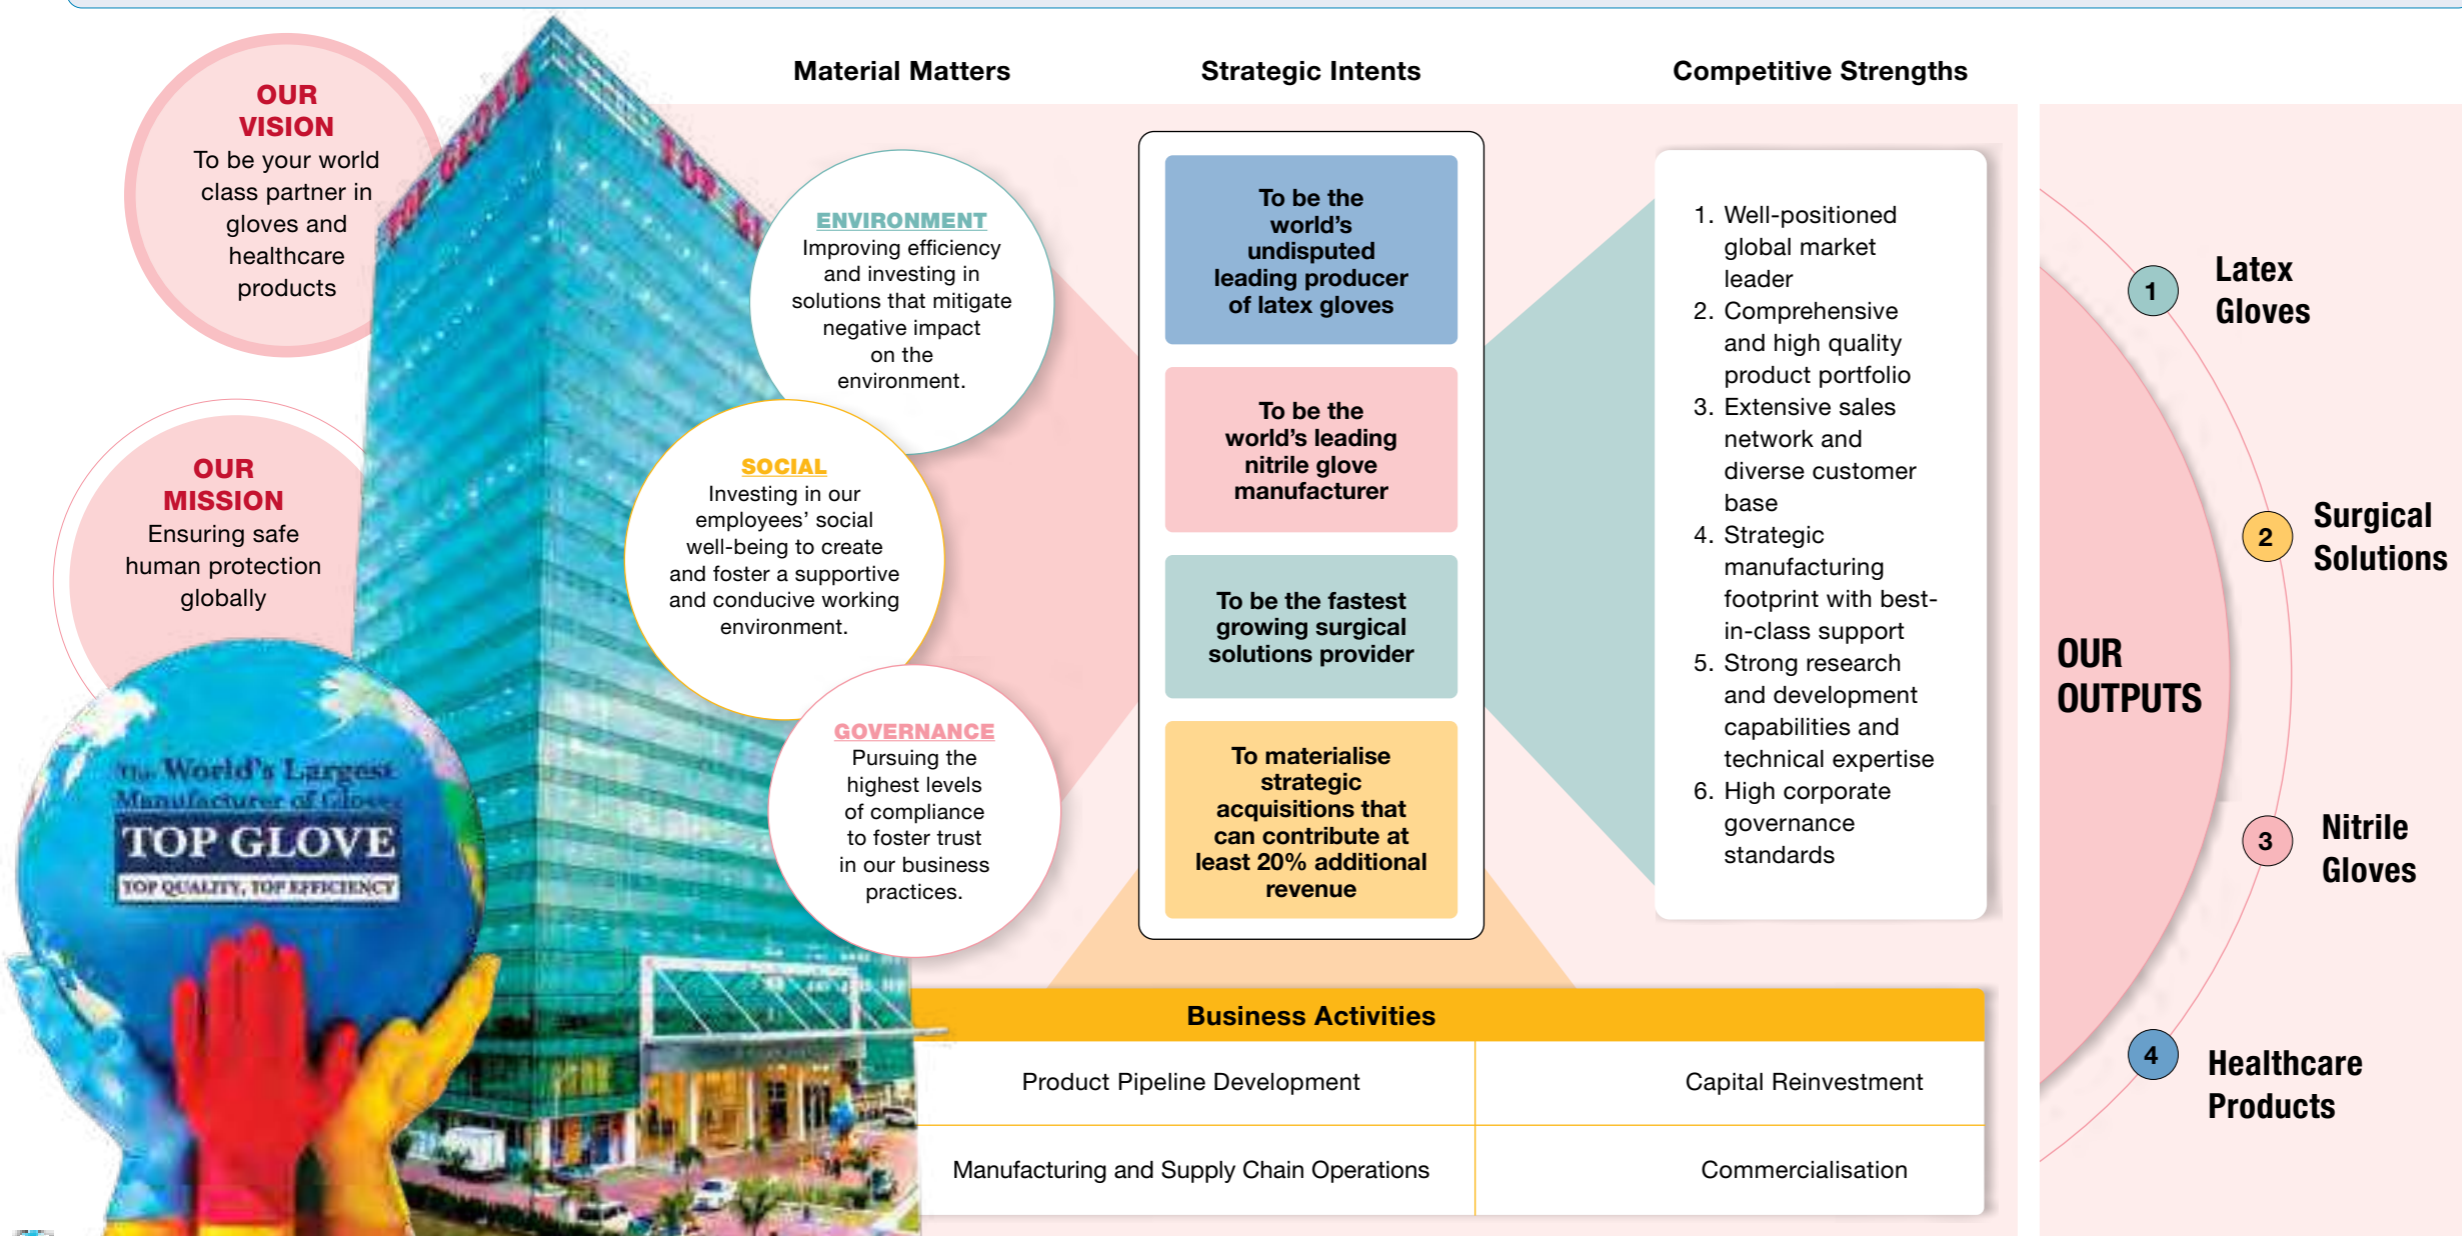 OUR
VISION
To be your world
class partner in
gloves and
healthcare
products
OUR
MISSION
Ensuring safe
human protection
globally
The World's Largest
Manufacturer of Gloves
TOP GLOVE
TOP QUALITY, TOP EFFICIENCY
TOP GLOVE
TOP
Material Matters
ENVIRONMENT
Improving efficiency
and investing in
solutions that mitigate
negative impact
on the
environment.
SOCIAL
Investing in our
employees' social
well-being to create
and foster a supportive
and conducive working
environment.
GOVERNANCE
Pursuing the
highest levels
of compliance
to foster trust
in our business
practices.
Strategic Intents
To be the
world's
undisputed
leading producer
of latex gloves
To be the
world's leading
nitrile glove
manufacturer
To be the fastest
growing surgical
solutions provider
To materialise
strategic
acquisitions that
can contribute at
least 20% additional
revenue
Competitive Strengths
1. Well-positioned
global market
leader
2. Comprehensive
and high quality
product portfolio
3. Extensive sales
network and
diverse customer
base
4. Strategic
manufacturing
footprint with best-
in-class support
5. Strong research
and development
capabilities and
technical expertise
6. High corporate
governance
standards
Business Activities
Product Pipeline Development
Capital Reinvestment
Manufacturing and Supply Chain Operations
Commercialisation
OUR
OUTPUTS
1
Latex
Gloves
2
Surgical
Solutions
3
Nitrile
Gloves
4
Healthcare
Products